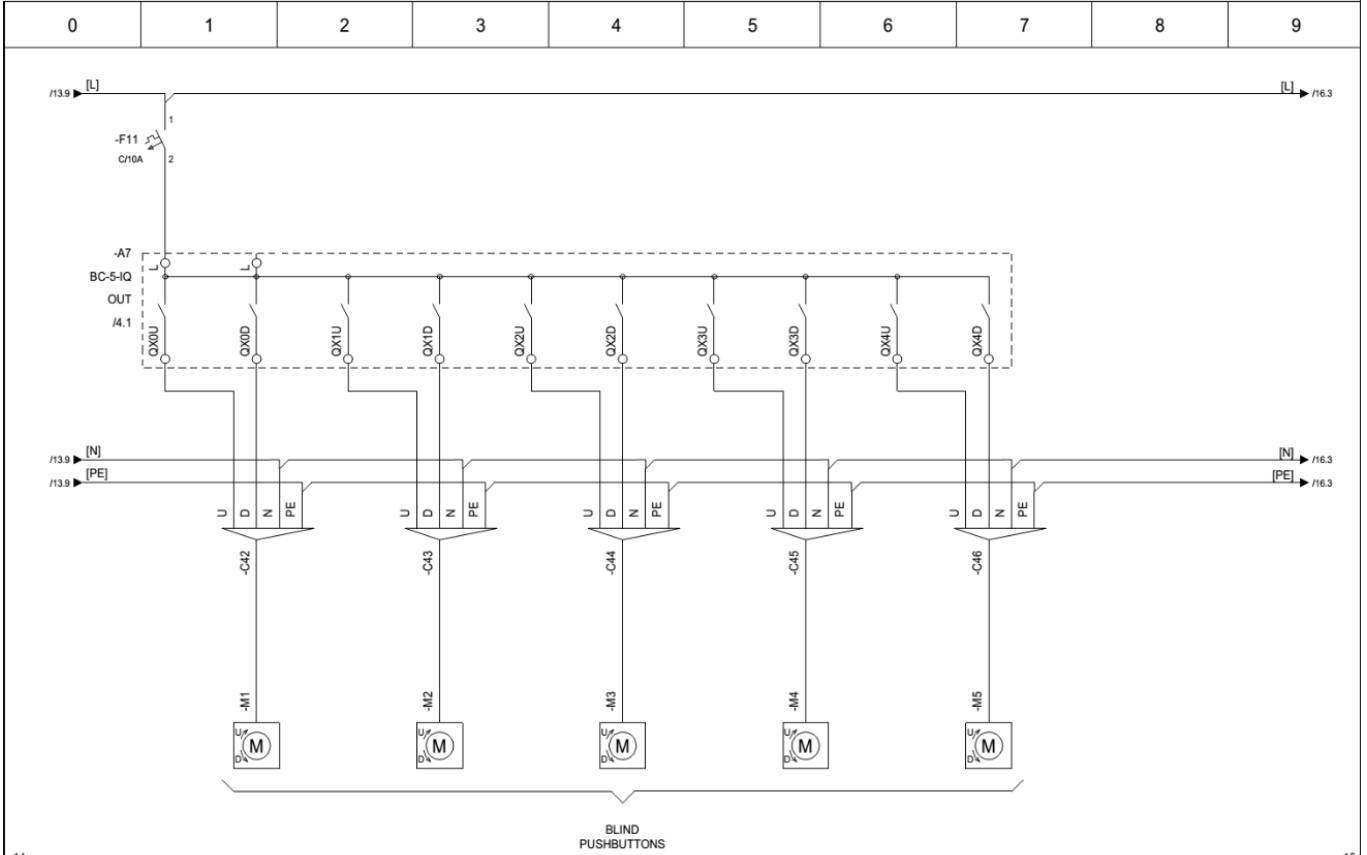 0 1 2 3 4 5 6 7 8 9
/13.9 [L] [L] /16.3
1
-F11
C/10A 2
-A7
L L
BC-5-IQ
OUT
/4.1
QX0U QX0D QX1U QX1D QX2U QX2D QX3U QX3D QX4U QX4D
/13.9 [N] [N] /16.3
/13.9 [PE] [PE] /16.3
U D N PE U D N PE U D N PE U D N PE U D N PE
-C42 -C43 -C44 -C45 -C46
-M1 -M2 -M3 -M4 -M5
U U U U U
M M M M M
D D D D D
BLIND
PUSHBUTTONS